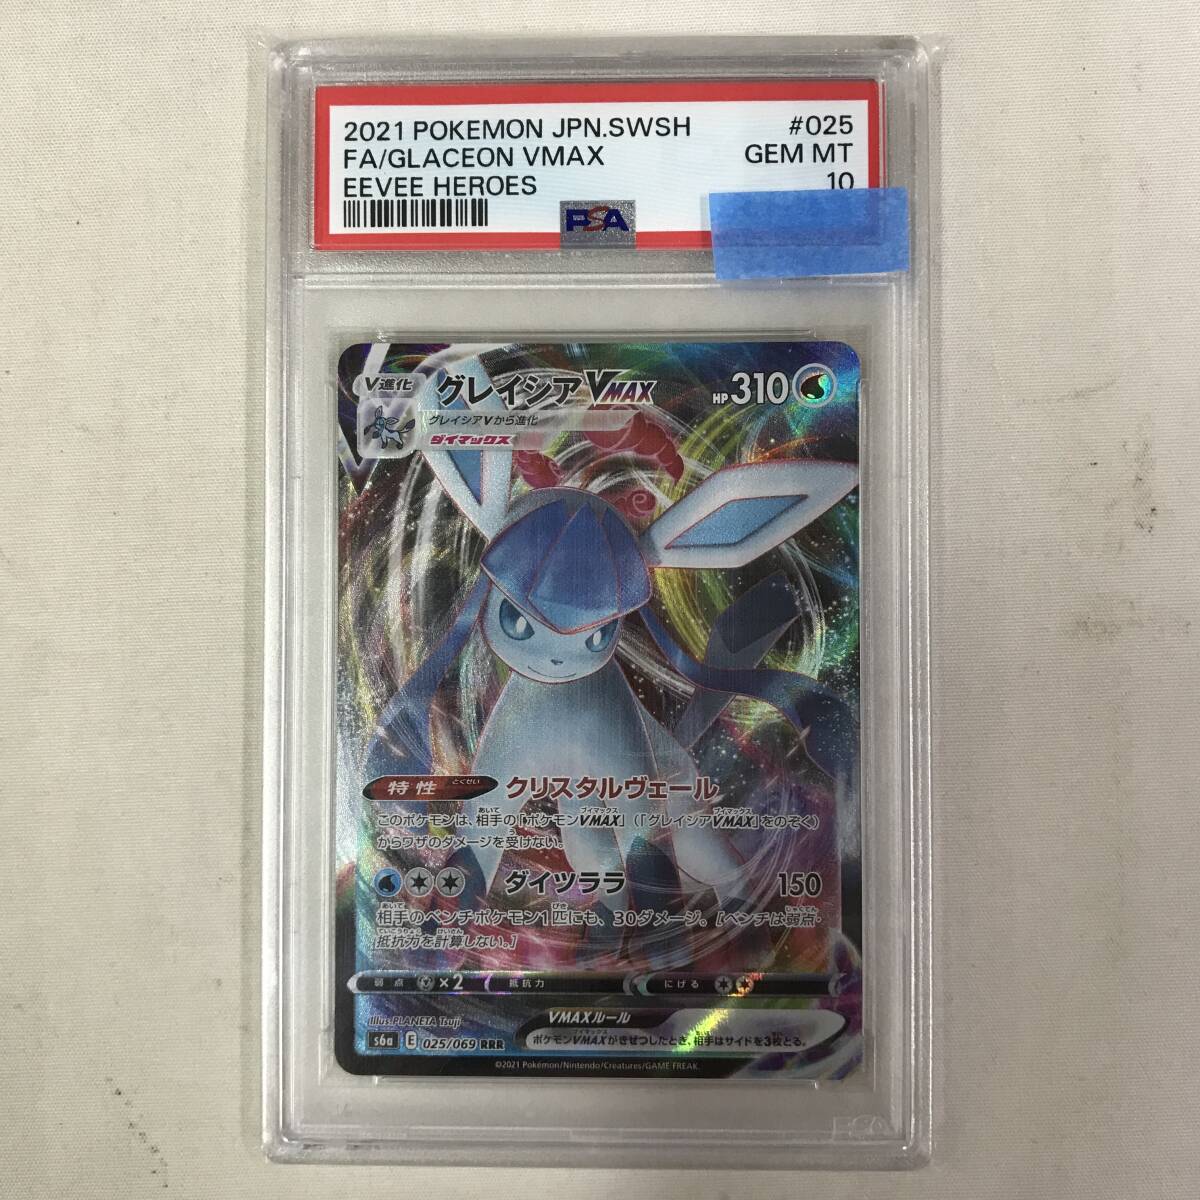 2021 POKEMON JPN.SWSH #025
FA/GLACEON VMAX GEM MT
EEVEE HEROES 10
PSA
V進化
グレイシアVMAX HP310
グレイシアVから進化
ダイマックス
特性 とくせい クリスタルヴェール
このポケモンは、相手の「ポケモンVMAX」(「グレイシアVMAX」をのぞく)
からワザのダメージを受けない。
ダイツララ 150
相手のベンチポケモン1匹にも、30ダメージ。[ベンチは弱点・
抵抗力を計算しない。]
弱点 ×2 抵抗力 にげる
Illus. PLANETA Tsuji
VMAXルール
s6a E 025/069 RRR
ポケモンVMAXがきぜつしたとき、相手はサイドを3枚とる。
©2021 Pokémon/Nintendo/Creatures/GAME FREAK.